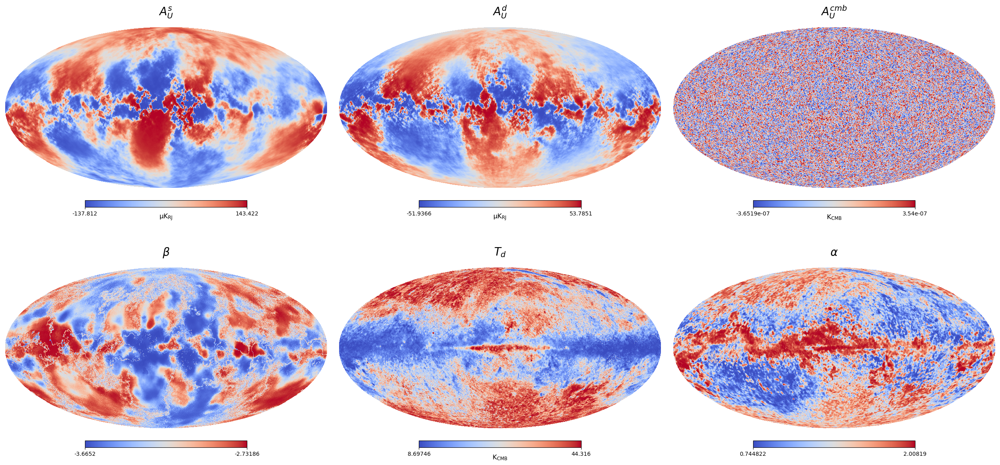 A_U^s
A_U^d
A_U^{cmb}
-137.812
143.422
μK_RJ
-51.9366
53.7851
μK_RJ
-3.6519e-07
3.54e-07
K_CMB
β
T_d
α
-3.6652
-2.73186
8.69746
44.316
K_CMB
0.744822
2.00819